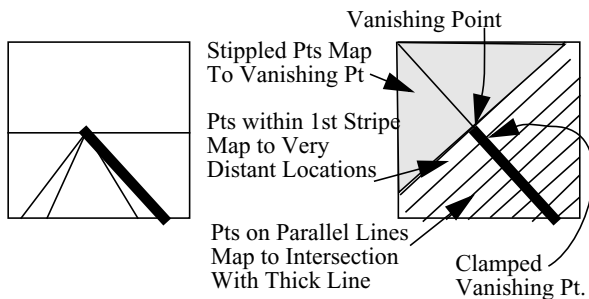 Vanishing Point
Stippled Pts Map
To Vanishing Pt
Pts within 1st Stripe
Map to Very
Distant Locations
Pts on Parallel Lines
Map to Intersection
With Thick Line
Clamped
Vanishing Pt.